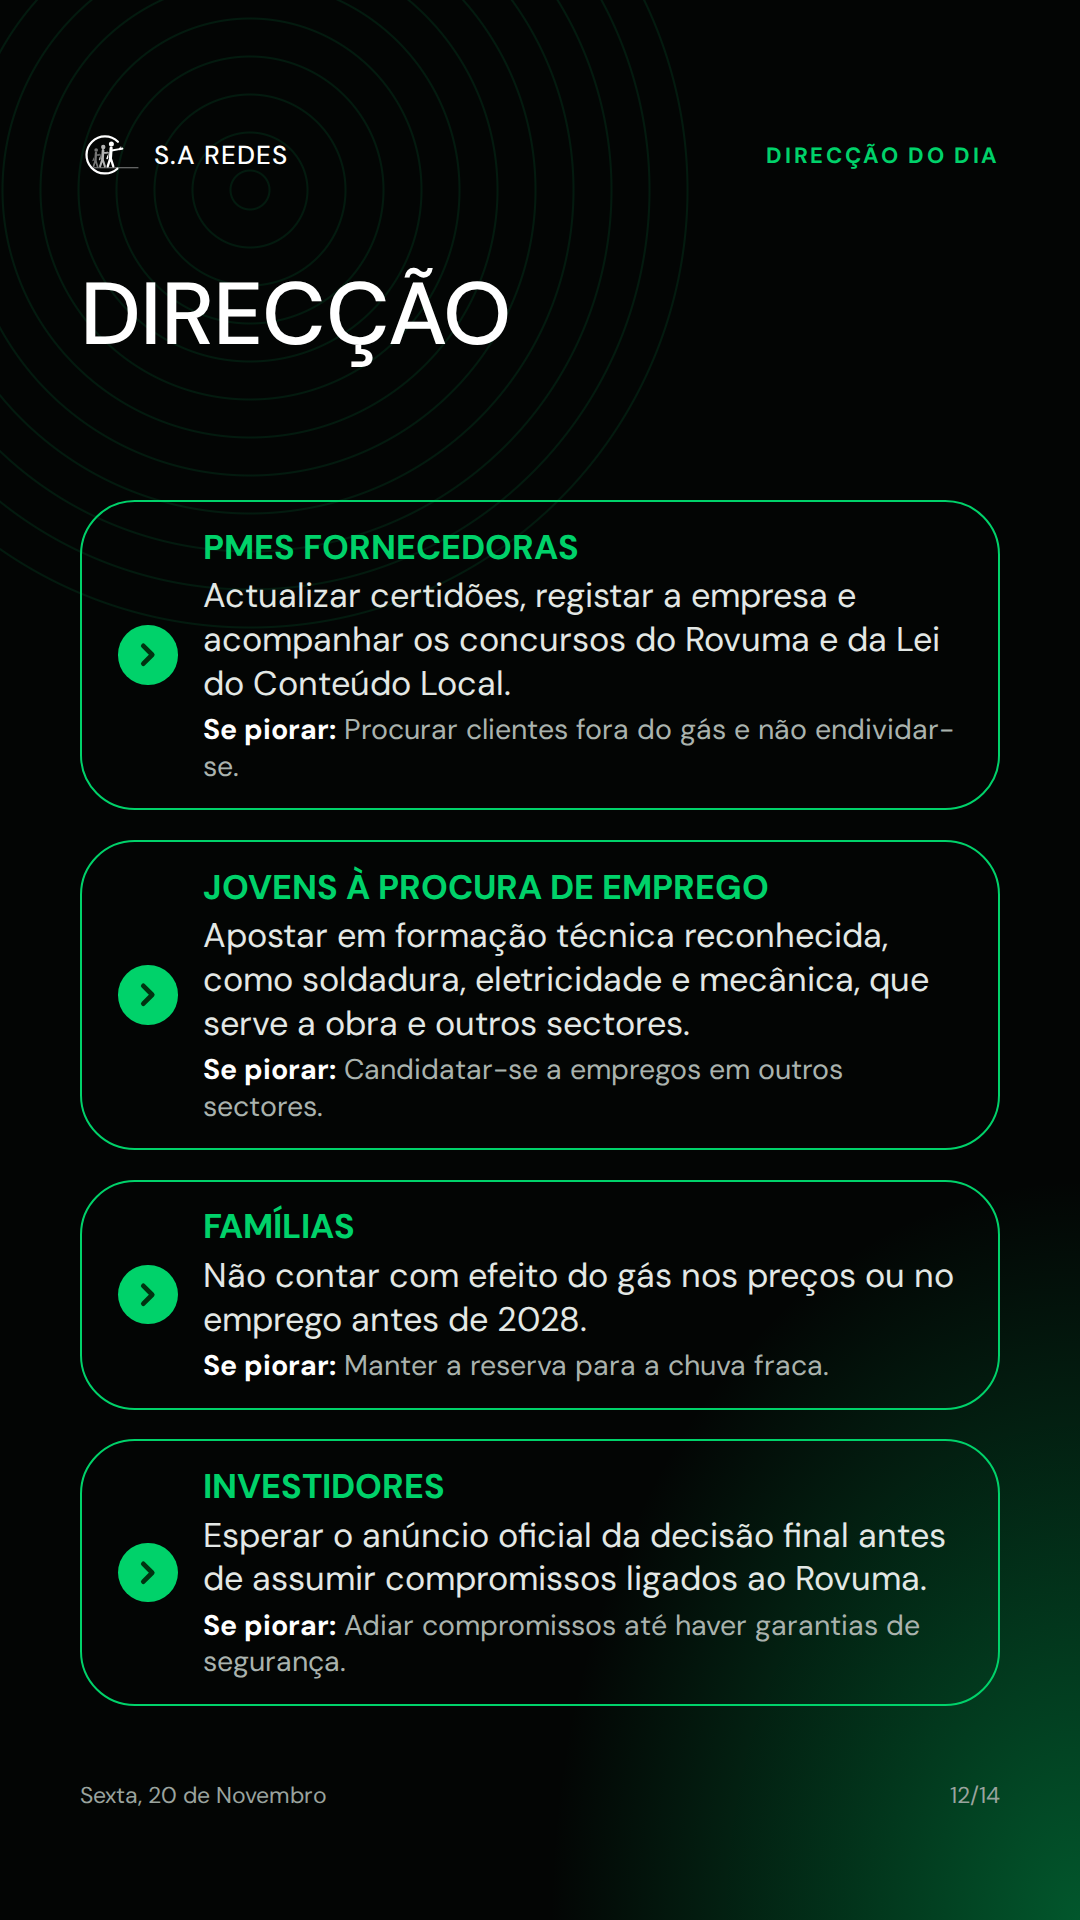 S.A REDES
DIRECÇÃO DO DIA
DIRECÇÃO
PMES FORNECEDORAS
Actualizar certidões, registar a empresa e
acompanhar os concursos do Rovuma e da Lei
do Conteúdo Local.
Se piorar: Procurar clientes fora do gás e não endividar-
se.
JOVENS À PROCURA DE EMPREGO
Apostar em formação técnica reconhecida,
como soldadura, eletricidade e mecânica, que
serve a obra e outros sectores.
Se piorar: Candidatar-se a empregos em outros
sectores.
FAMÍLIAS
Não contar com efeito do gás nos preços ou no
emprego antes de 2028.
Se piorar: Manter a reserva para a chuva fraca.
INVESTIDORES
Esperar o anúncio oficial da decisão final antes
de assumir compromissos ligados ao Rovuma.
Se piorar: Adiar compromissos até haver garantias de
segurança.
Sexta, 20 de Novembro
12/14